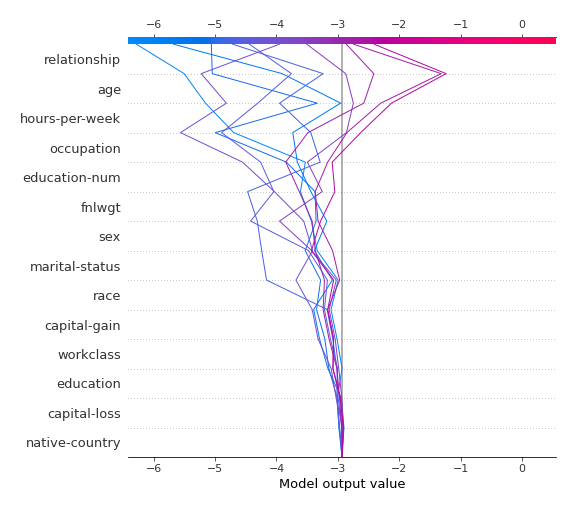 −6 −5 −4 −3 −2 −1 0
relationship
age
hours-per-week
occupation
education-num
fnlwgt
sex
marital-status
race
capital-gain
workclass
education
capital-loss
native-country
−6 −5 −4 −3 −2 −1 0
Model output value